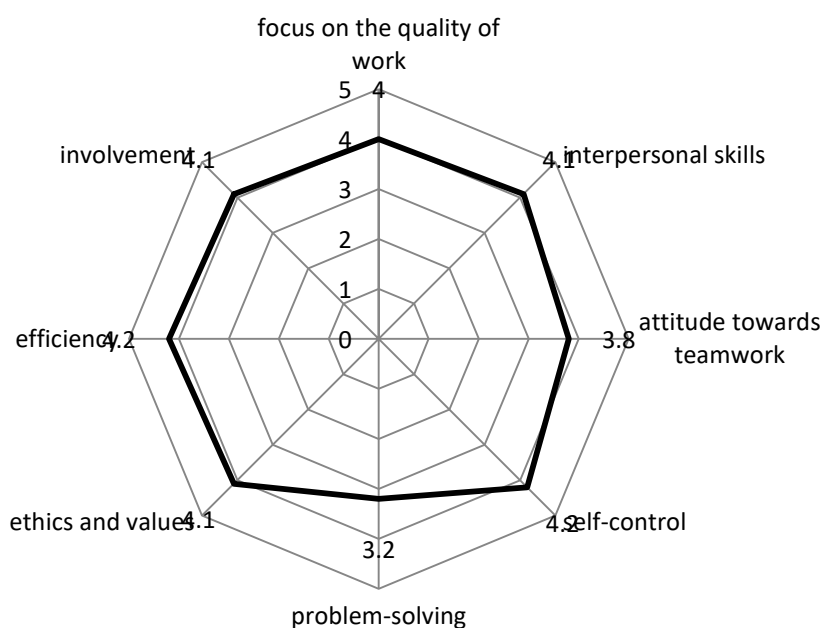 focus on the quality of
work
5 4
involvement 4.1
4
4.1 interpersonal skills
3
2
1
efficiency 4.2
0
3.8 attitude towards
teamwork
ethics and values 4.1
4.2 self-control
3.2
problem-solving